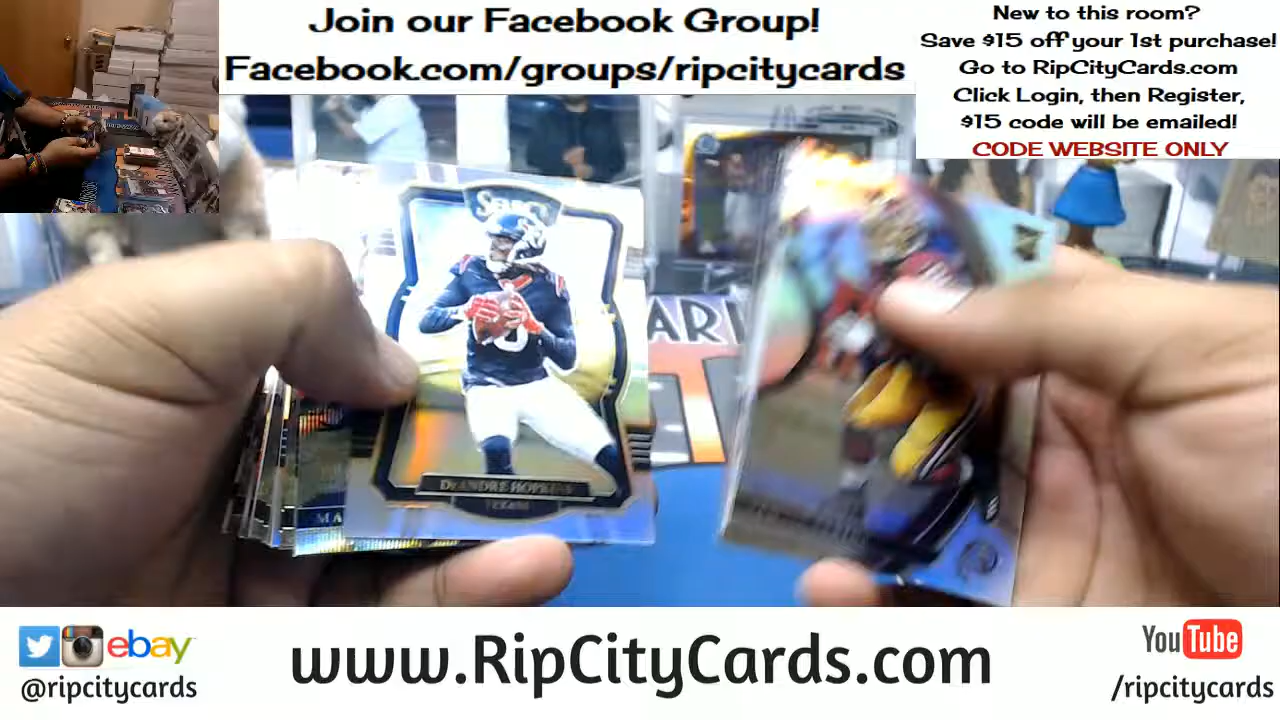 Join our Facebook Group!
Facebook.com/groups/ripcitycards
New to this room?
Save $15 off your 1st purchase!
Go to RipCityCards.com
Click Login, then Register,
$15 code will be emailed!
CODE WEBSITE ONLY
SELECT
DEANDRE HOPKINS
TEXANS
MA
ebay
@ripcitycards
www.RipCityCards.com
YouTube
/ripcitycards